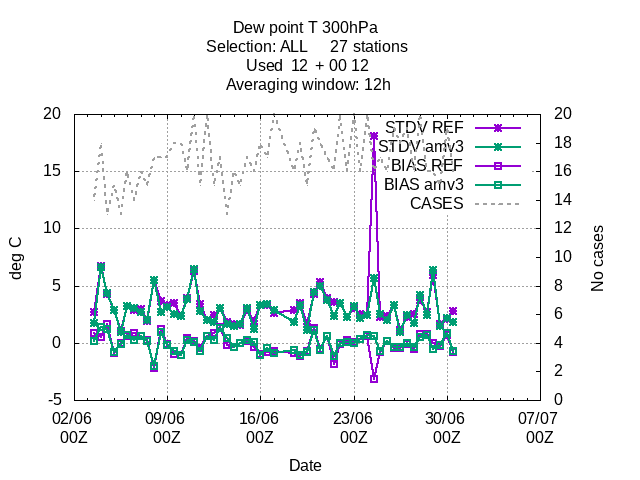 Dew point T 300hPa
Selection: ALL 27 stations
Used 12 + 00 12
Averaging window: 12h
STDV REF
STDV amv3
BIAS REF
BIAS amv3
CASES
deg C
20
15
10
5
0
-5
No cases
20
18
16
14
12
10
8
6
4
2
0
02/06 09/06 16/06 23/06 30/06 07/07
00Z 00Z 00Z 00Z 00Z 00Z
Date